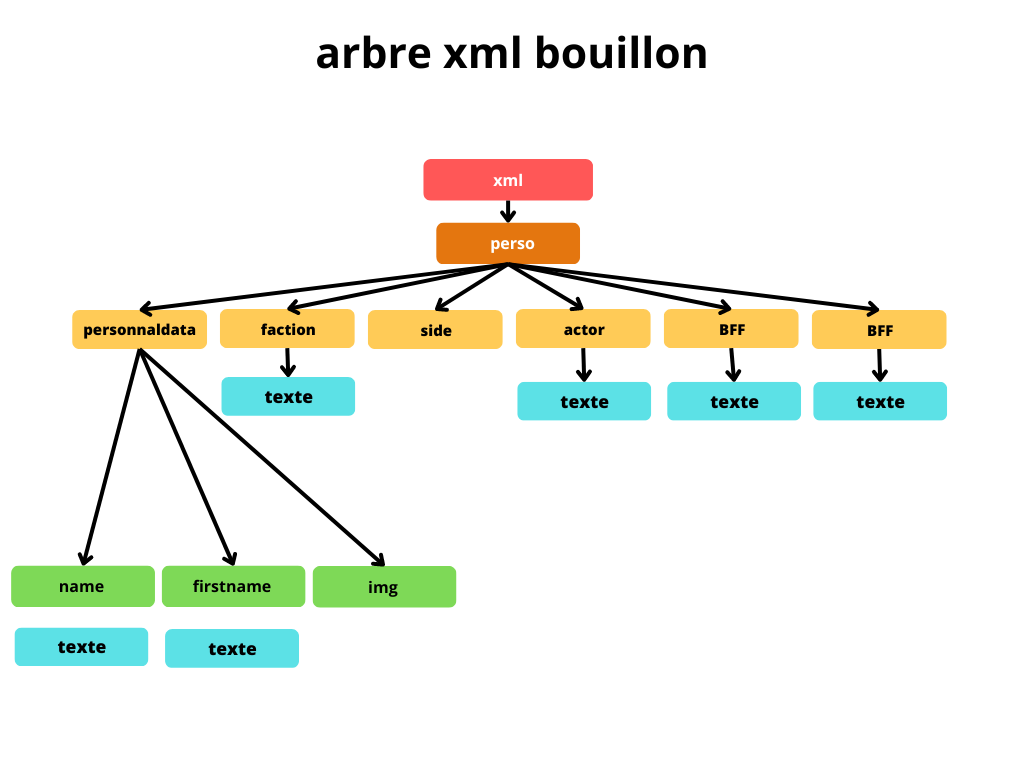 arbre xml bouillon
xml
perso
personnaldata
faction
side
actor
BFF
BFF
texte
texte
texte
texte
name
firstname
img
texte
texte